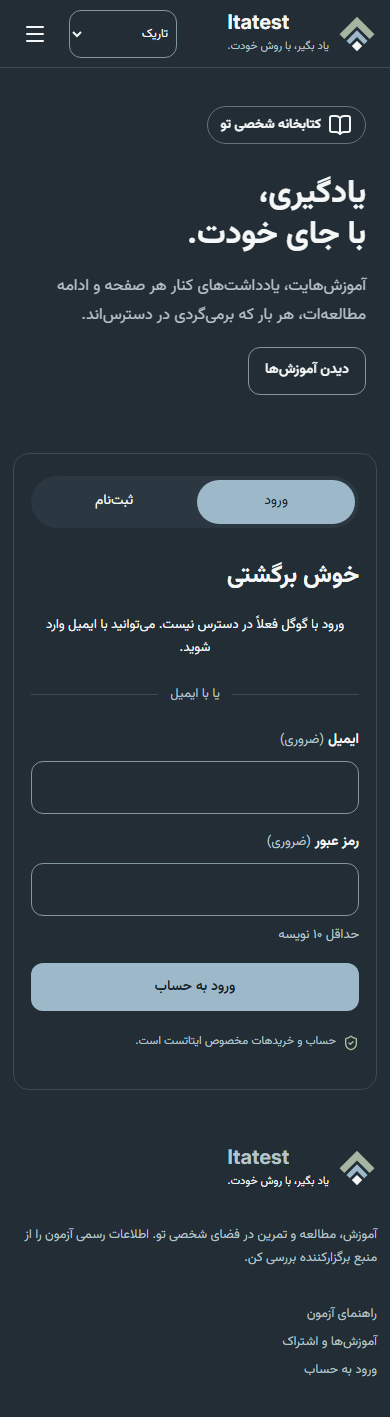 Itatest
یاد بگیر، با روش خودت.
تاریک
کتابخانه شخصی تو
یادگیری،
با جای خودت.
آموزش‌هایت، یادداشت‌های کنار هر صفحه و ادامه
مطالعه‌ات، هر بار که برمی‌گردی در دسترس‌اند.
دیدن آموزش‌ها
ورود
ثبت‌نام
خوش برگشتی
ورود با گوگل فعلاً در دسترس نیست. می‌توانید با ایمیل وارد
شوید.
یا با ایمیل
ایمیل (ضروری)
رمز عبور (ضروری)
حداقل ۱۰ نویسه
ورود به حساب
حساب و خریدهات مخصوص ایتاتست است.
Itatest
یاد بگیر، با روش خودت.
آموزش، مطالعه و تمرین در فضای شخصی تو. اطلاعات رسمی آزمون را از
منبع برگزارکننده بررسی کن.
راهنمای آزمون
آموزش‌ها و اشتراک
ورود به حساب